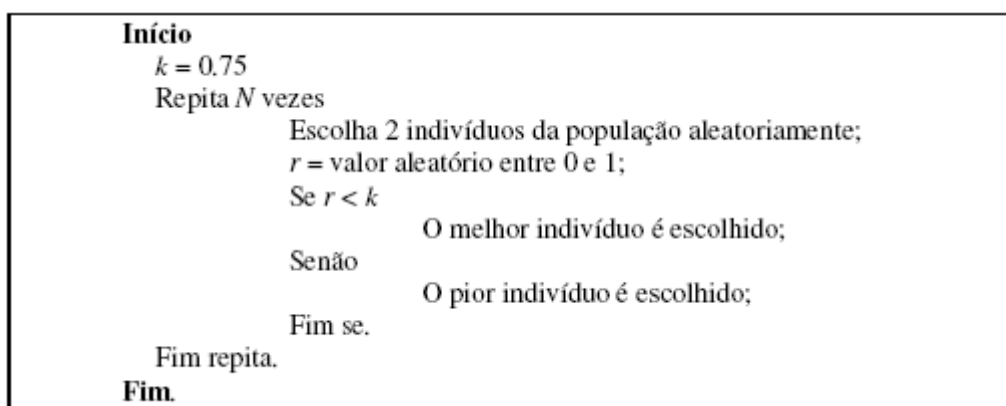 Início
k = 0.75
Repita N vezes
Escolha 2 indivíduos da população aleatoriamente;
r = valor aleatório entre 0 e 1;
Se r < k
O melhor indivíduo é escolhido;
Senão
O pior indivíduo é escolhido;
Fim se.
Fim repita.
Fim.